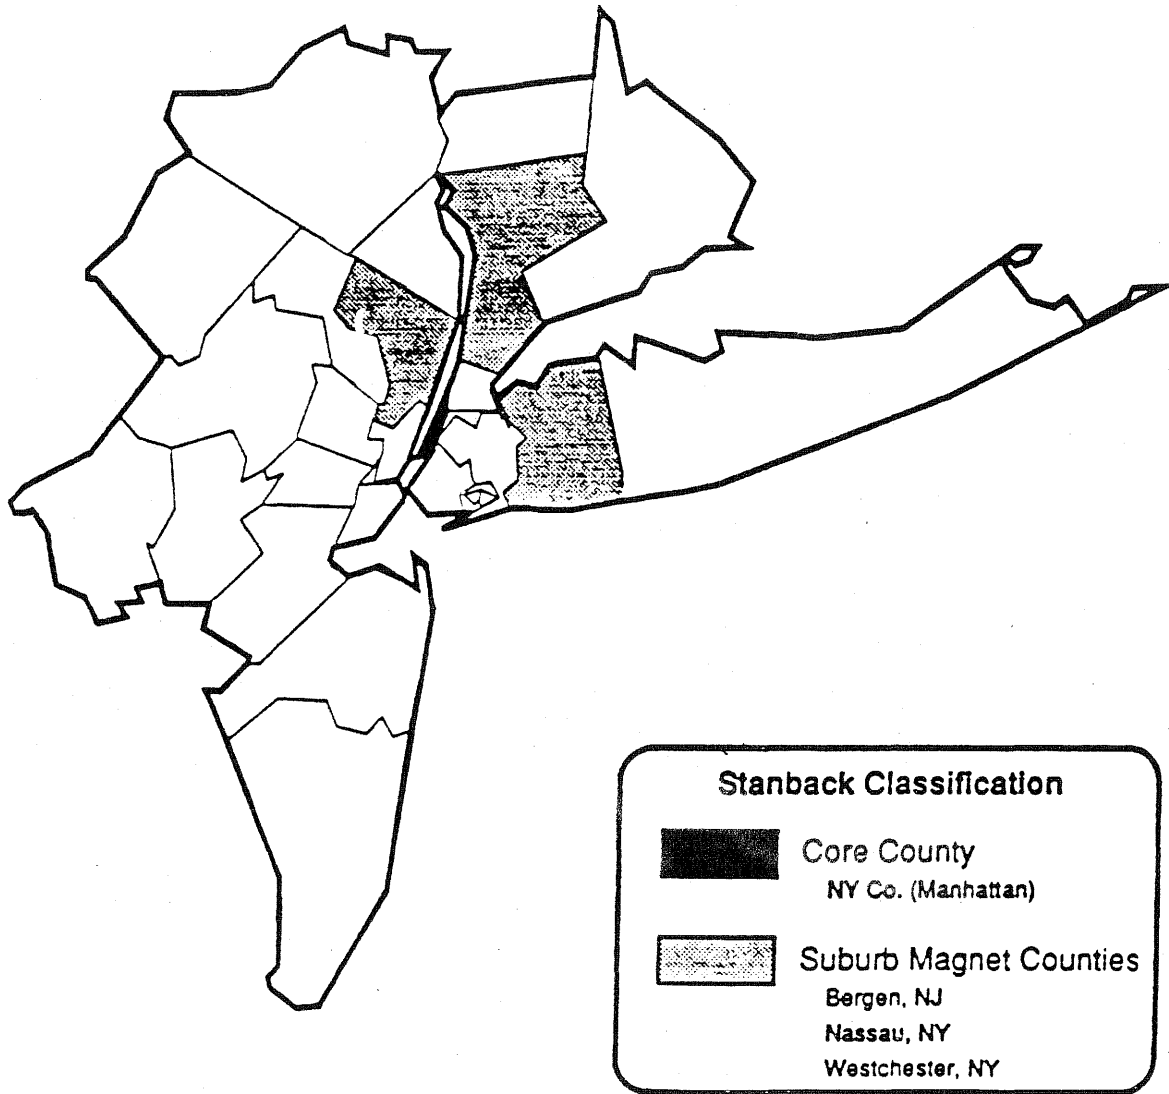 Stanback Classification
Core County
NY Co. (Manhattan)
Suburb Magnet Counties
Bergen, NJ
Nassau, NY
Westchester, NY